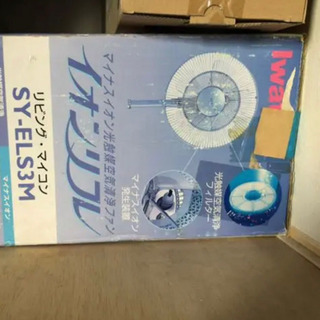 Iwa
マイナスイオン光触媒空気清浄ファン
イオンリフレ
リビング・マイコン
SY-ELS3M
マイナスイオン
光触媒空気清浄
フィルター
マイナスイオン
発生装置